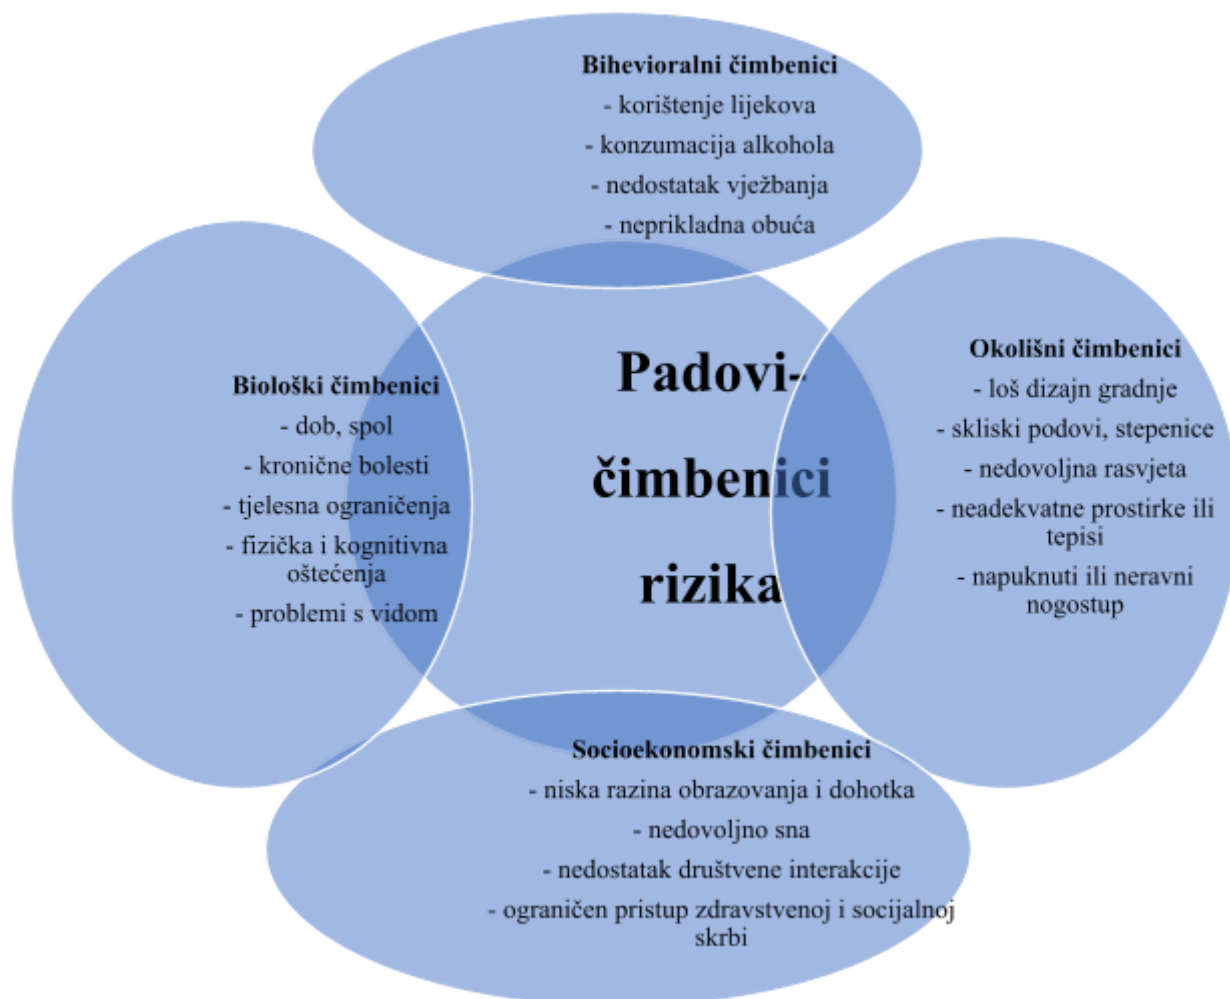 Bihevioralni čimbenici
- korištenje lijekova
- konzumacija alkohola
- nedostatak vježbanja
- neprikladna obuća
Biološki čimbenici
- dob, spol
- kronične bolesti
- tjelesna ograničenja
- fizička i kognitivna
oštećenja
- problemi s vidom
Padovi-
čimbenici
rizika
Okolišni čimbenici
- loš dizajn gradnje
- skliski podovi, stepenice
- nedovoljna rasvjeta
- neadekvatne prostirke ili
tepisi
- napuknuti ili neravni
nogostup
Socioekonomski čimbenici
- niska razina obrazovanja i dohotka
- nedovoljno sna
- nedostatak društvene interakcije
- ograničen pristup zdravstvenoj i socijalnoj
skrbi